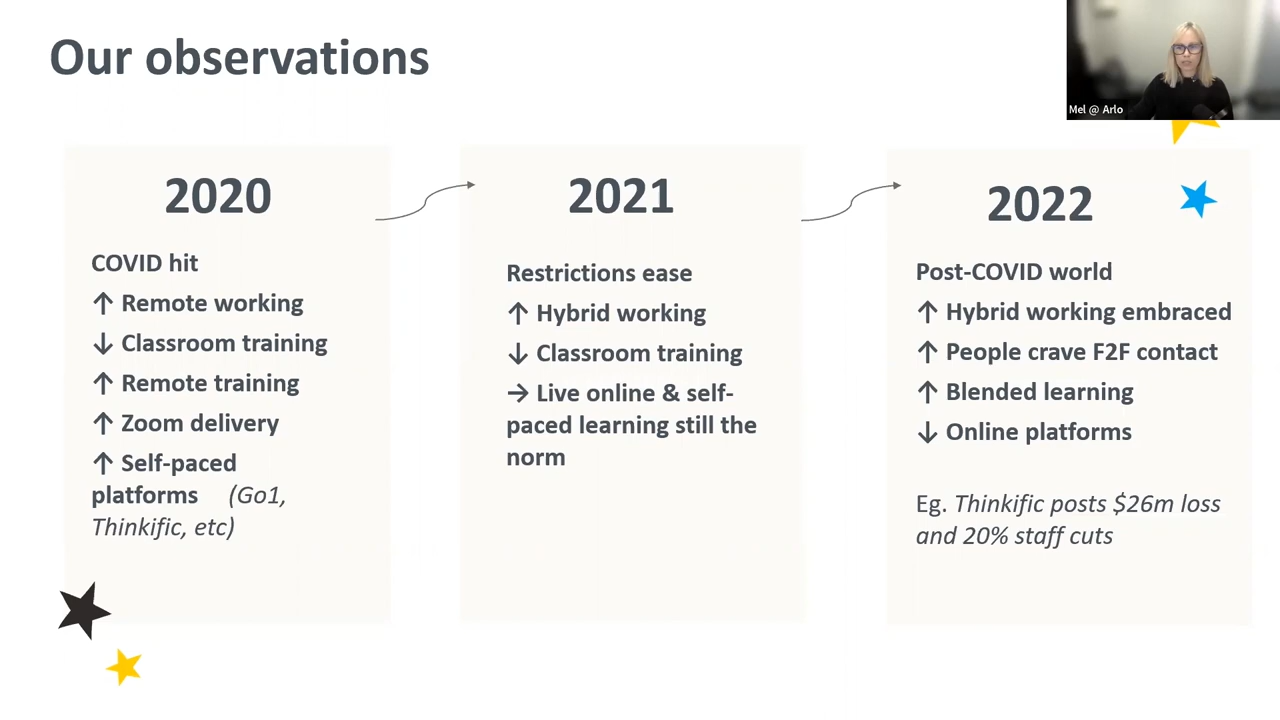 Our observations
Mel @ Arlo
2020
COVID hit
↑ Remote working
↓ Classroom training
↑ Remote training
↑ Zoom delivery
↑ Self-paced
platforms (Go1,
Thinkific, etc)
2021
Restrictions ease
↑ Hybrid working
↓ Classroom training
→ Live online & self-
paced learning still the
norm
2022
Post-COVID world
↑ Hybrid working embraced
↑ People crave F2F contact
↑ Blended learning
↓ Online platforms
Eg. Thinkific posts $26m loss
and 20% staff cuts